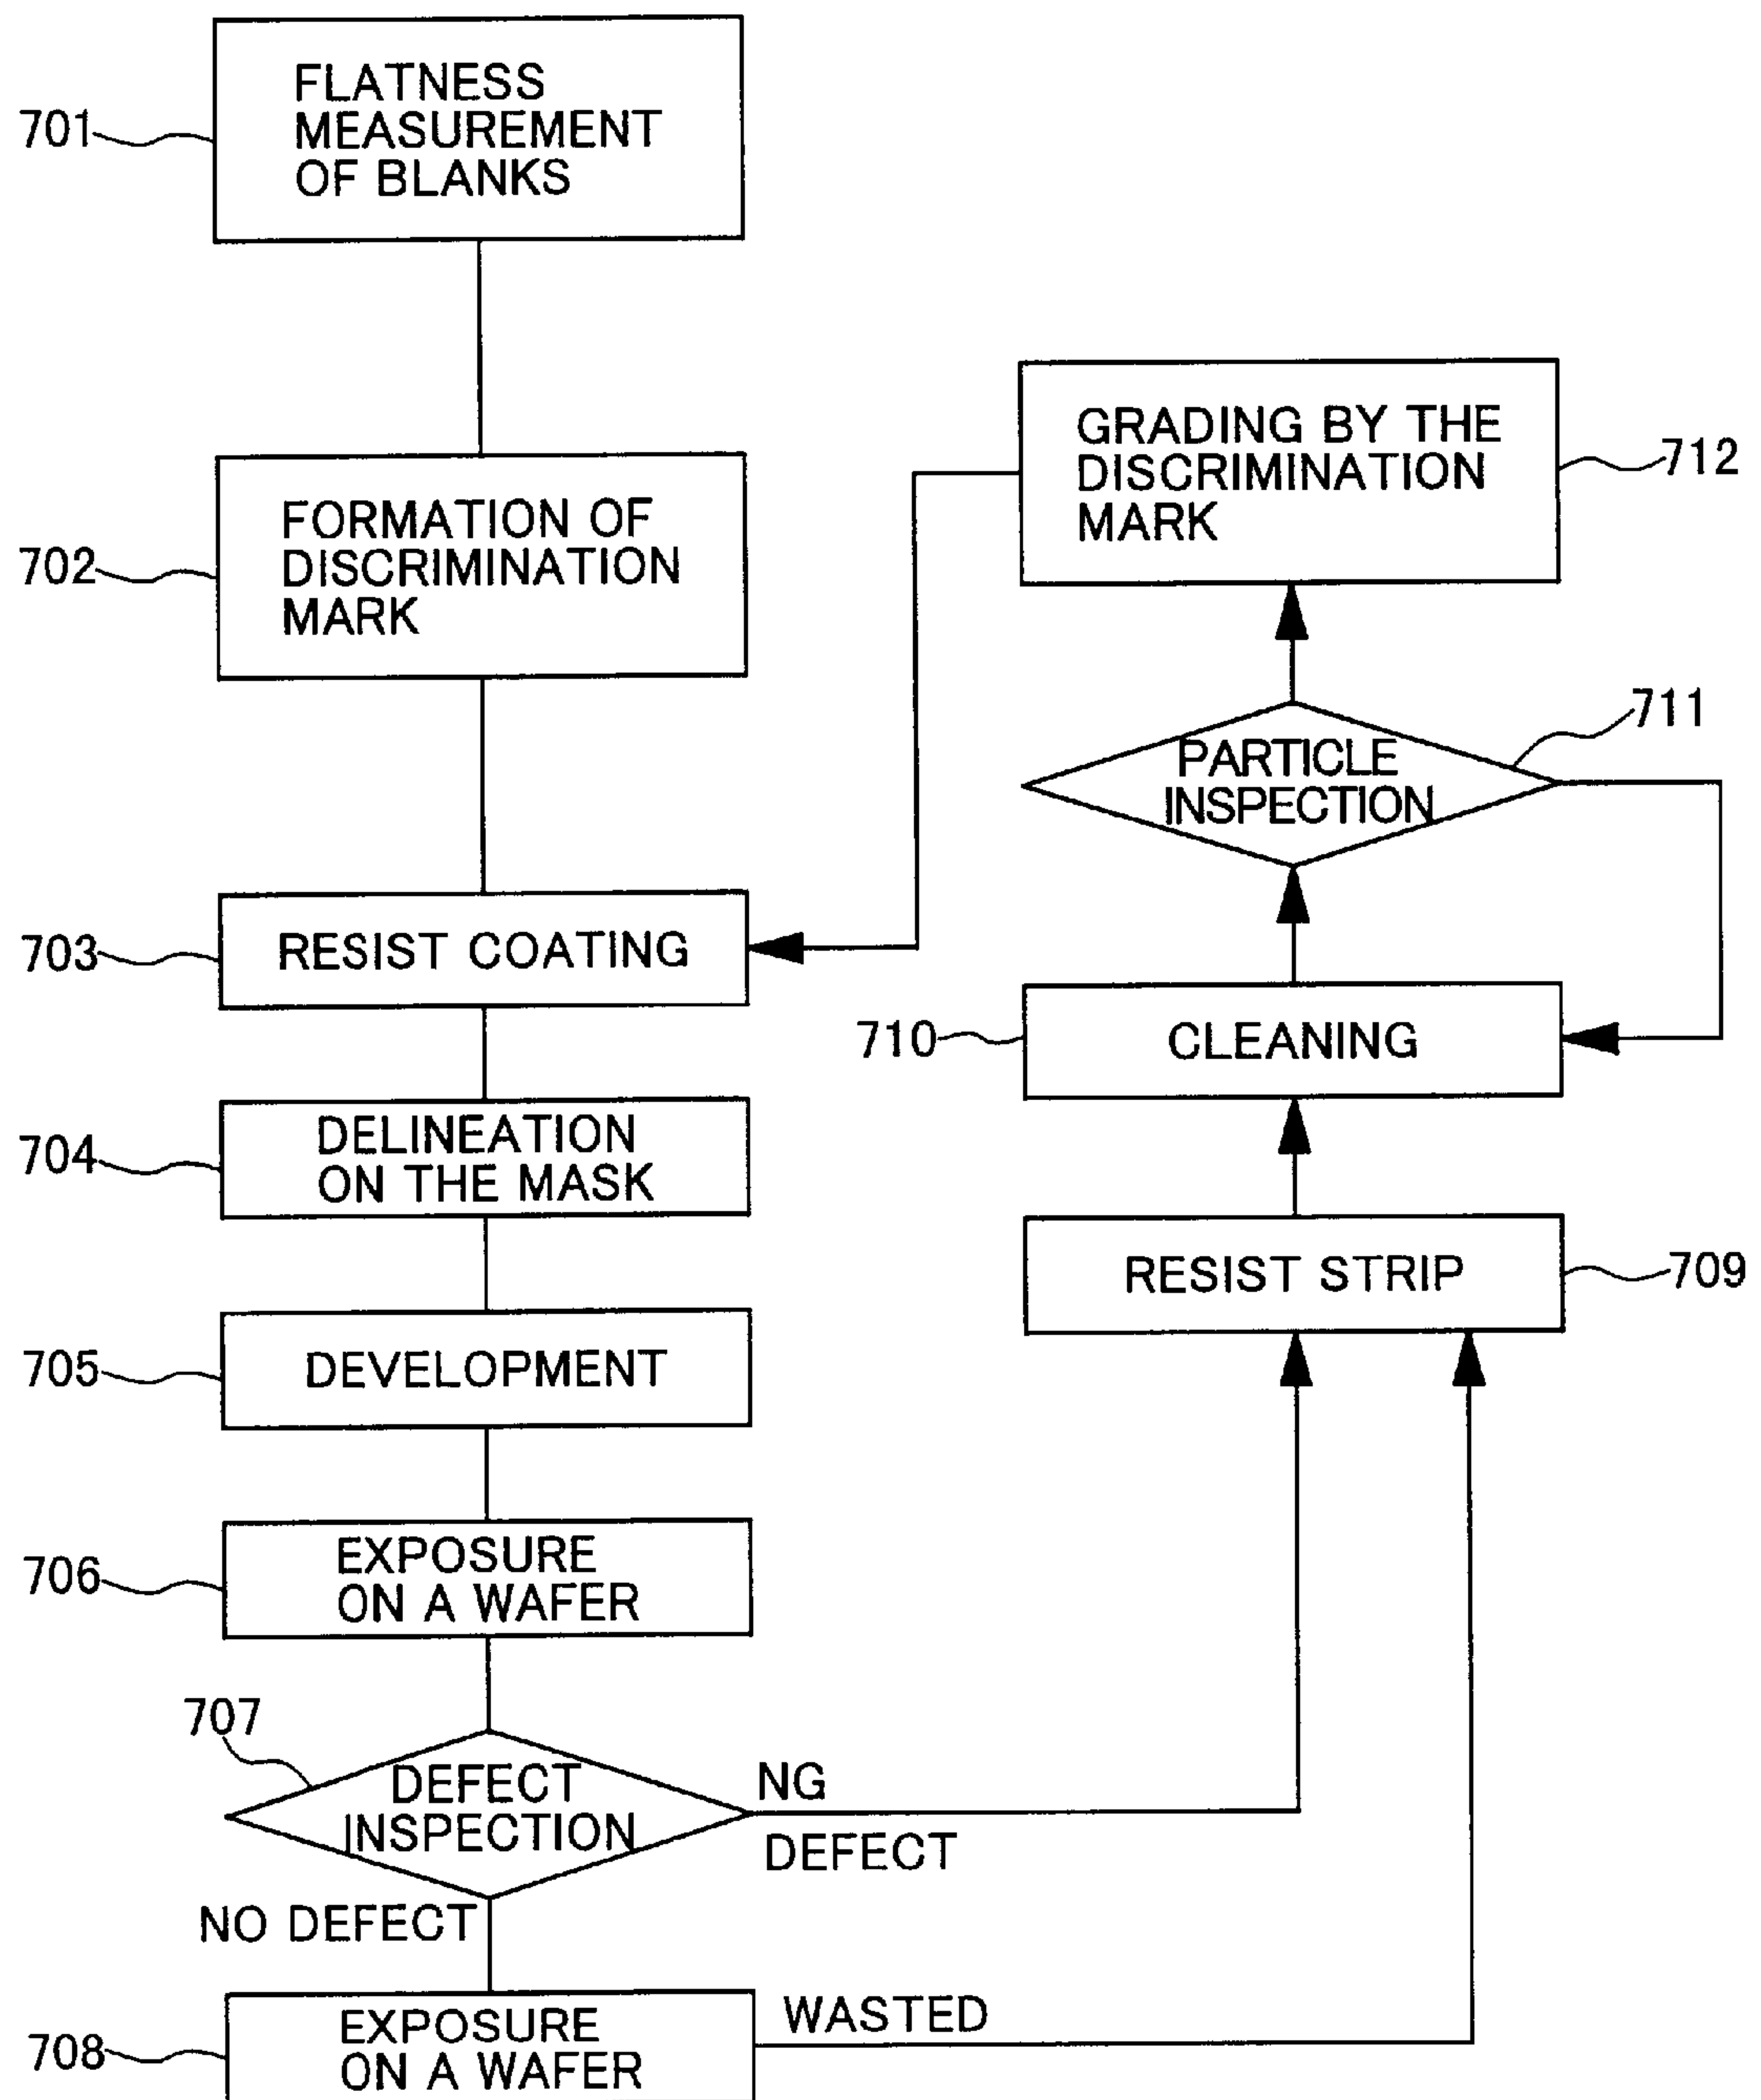 701
FLATNESS
MEASUREMENT
OF BLANKS
702
FORMATION OF
DISCRIMINATION
MARK
703
RESIST COATING
704
DELINEATION
ON THE MASK
705
DEVELOPMENT
706
EXPOSURE
ON A WAFER
707
DEFECT
INSPECTION
NG
DEFECT
NO DEFECT
708
EXPOSURE
ON A WAFER
WASTED
709
RESIST STRIP
710
CLEANING
711
PARTICLE
INSPECTION
712
GRADING BY THE
DISCRIMINATION
MARK